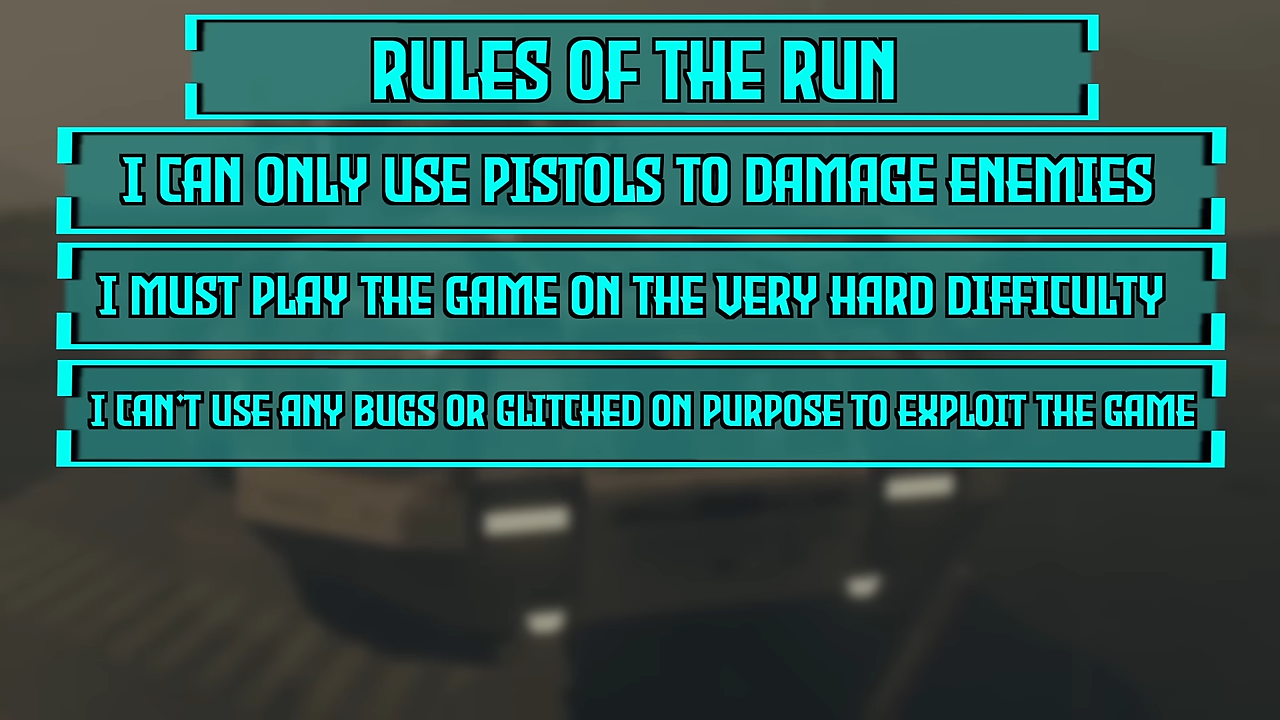 RULES OF THE RUN
I CAN ONLY USE PISTOLS TO DAMAGE ENEMIES
I MUST PLAY THE GAME ON THE VERY HARD DIFFICULTY
I CAN'T USE ANY BUGS OR GLITCHED ON PURPOSE TO EXPLOIT THE GAME